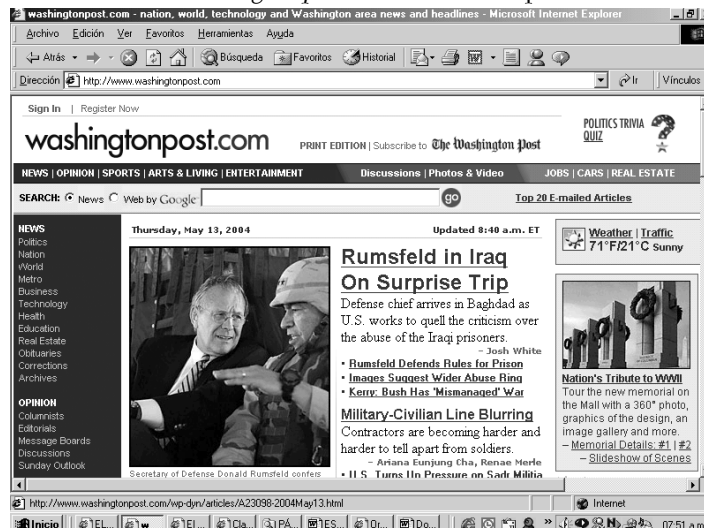 washingtonpost.com - nation, world, technology and Washington area news and headlines - Microsoft Internet Explorer
Archivo Edición Ver Favoritos Herramientas Ayuda
Atrás Búsqueda Favoritos Historial
Dirección http://www.washingtonpost.com Ir Vínculos
Sign In | Register Now
washingtonpost.com PRINT EDITION | Subscribe to The Washington Post
POLITICS TRIVIA
QUIZ
NEWS | OPINION | SPORTS | ARTS & LIVING | ENTERTAINMENT Discussions | Photos & Video JOBS | CARS | REAL ESTATE
SEARCH: News Web by Google go Top 20 E-mailed Articles
NEWS
Politics
Nation
World
Metro
Business
Technology
Health
Education
Real Estate
Obituaries
Corrections
Archives
OPINION
Columnists
Editorials
Message Boards
Discussions
Sunday Outlook
Thursday, May 13, 2004 Updated 8:40 a.m. ET
Secretary of Defense Donald Rumsfeld confers
Rumsfeld in Iraq
On Surprise Trip
Defense chief arrives in Baghdad as
U.S. works to quell the criticism over
the abuse of the Iraqi prisoners.
– Josh White
• Rumsfeld Defends Rules for Prison
• Images Suggest Wider Abuse Ring
• Kerry: Bush Has 'Mismanaged' War
Military-Civilian Line Blurring
Contractors are becoming harder and
harder to tell apart from soldiers.
– Ariana Eunjung Cha, Renae Merle
• U.S. Turns Up Pressure on Sadr Militia
Weather | Traffic
71°F/21°C Sunny
Nation's Tribute to WWII
Tour the new memorial on
the Mall with a 360° photo,
graphics of the design, an
image gallery and more.
– Memorial Details: #1 | #2
– Slideshow of Scenes
http://www.washingtonpost.com/wp-dyn/articles/A23098-2004May13.html Internet
Inicio EL... w EI... Cla... PÁ... ES... Or... Do... 07:51 a.m.